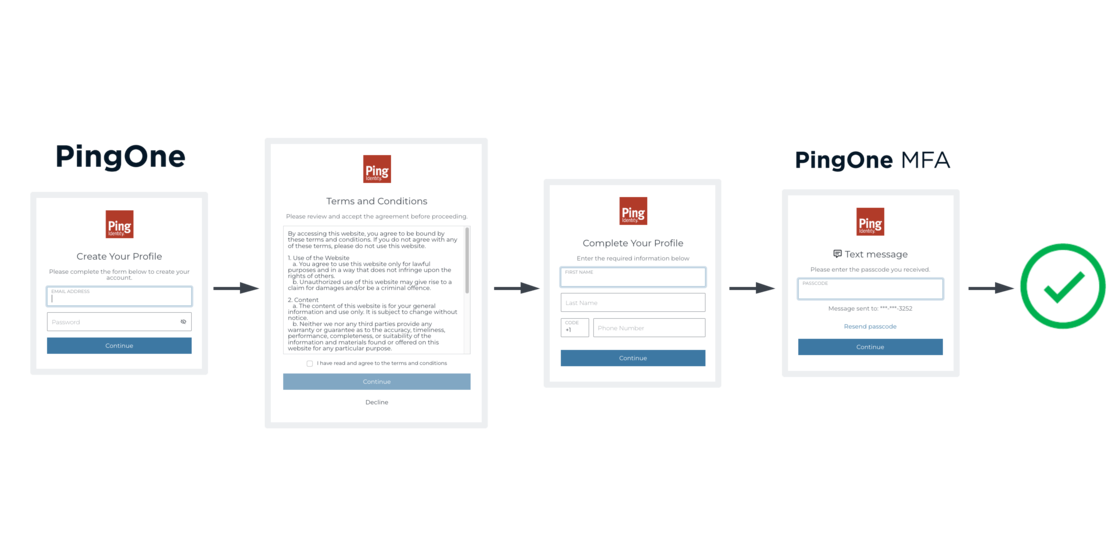 PingOne
Ping
Identity
Create Your Profile
Please complete the form below to create your
account.
EMAIL ADDRESS
Password
Continue
Ping
Identity
Terms and Conditions
Please review and accept the agreement before proceeding.
By accessing this website, you agree to be bound by
these terms and conditions. If you do not agree with any
of these terms, please do not use this website.
1. Use of the Website
a. You agree to use this website only for lawful
purposes and in a way that does not infringe upon the
rights of others.
b. Unauthorized use of this website may give rise to a
claim for damages and/or be a criminal offence.
2. Content
a. The content of this website is for your general
information and use only. It is subject to change without
notice.
b. Neither we nor any third parties provide any
warranty or guarantee as to the accuracy, timeliness,
performance, completeness, or suitability of the
information and materials found or offered on this
website for any particular purpose.
I have read and agree to the terms and conditions
Continue
Decline
Ping
Identity
Complete Your Profile
Enter the required information below
FIRST NAME
Last Name
CODE
+1
Phone Number
Continue
PingOne MFA
Ping
Identity
Text message
Please enter the passcode you received.
PASSCODE
Message sent to: ***-***-3252
Resend passcode
Continue